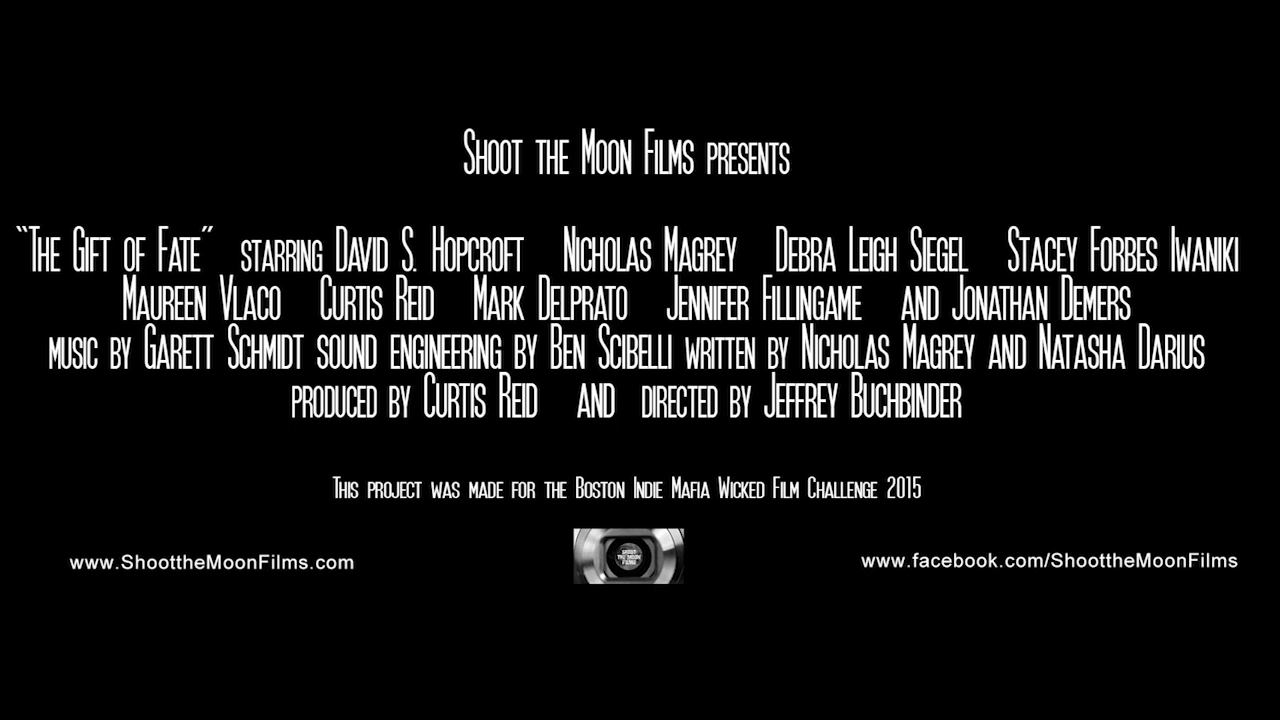 Shoot the Moon Films presents
“The Gift of Fate” starring David S. Hopcroft Nicholas Magrey Debra Leigh Siegel Stacey Forbes Iwaniki
Maureen Vlaco Curtis Reid Mark Delprato Jennifer Fillingame and Jonathan Demers
music by Garett Schmidt sound engineering by Ben Scibelli written by Nicholas Magrey and Natasha Darius
produced by Curtis Reid and directed by Jeffrey Buchbinder
This project was made for the Boston Indie Mafia Wicked Film Challenge 2015
www.ShoottheMoonFilms.com
SHOOT
THE MOON
FILMS
www.facebook.com/ShoottheMoonFilms